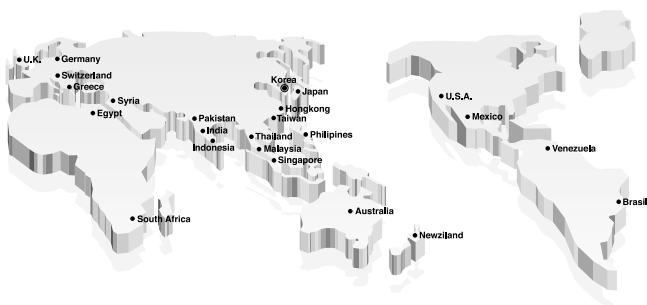 U.K.
Germany
Switzerland
Greece
Syria
Egypt
Korea
Japan
Hongkong
Taiwan
Pakistan
India
Indonesia
Thailand
Philipines
Malaysia
Singapore
South Africa
Australia
Newziland
U.S.A.
Mexico
Venezuela
Brasil